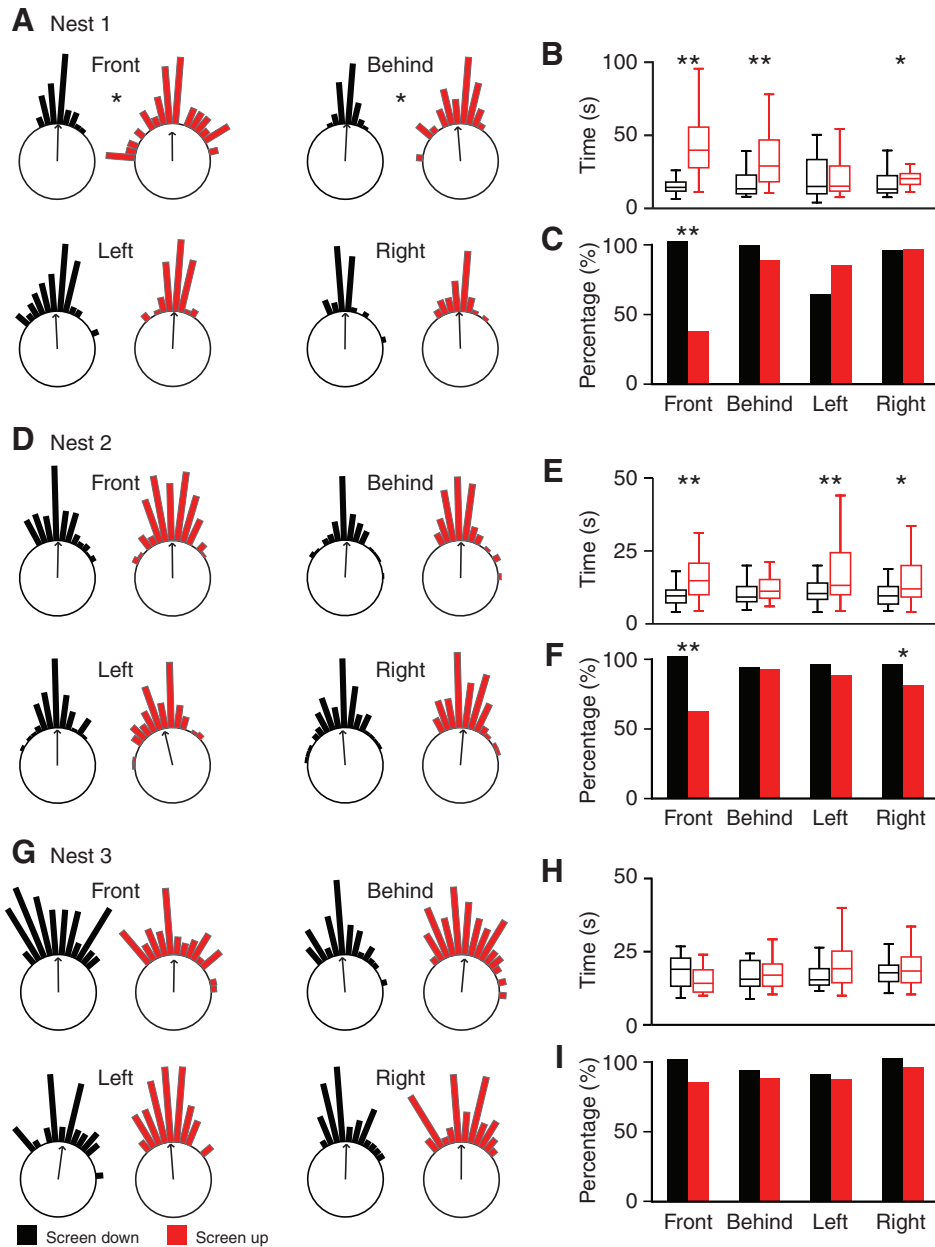 A Nest 1
Front
*
Behind
*
Left
Right
B
Time (s)
100
50
0
** ** *
C
Percentage (%)
100
50
0
**
Front Behind Left Right
D Nest 2
Front
Behind
Left
Right
E
Time (s)
50
25
0
** ** *
F
Percentage (%)
100
50
0
** *
Front Behind Left Right
G Nest 3
Front
Behind
Left
Right
H
Time (s)
50
25
0
I
Percentage (%)
100
50
0
Front Behind Left Right
Screen down Screen up